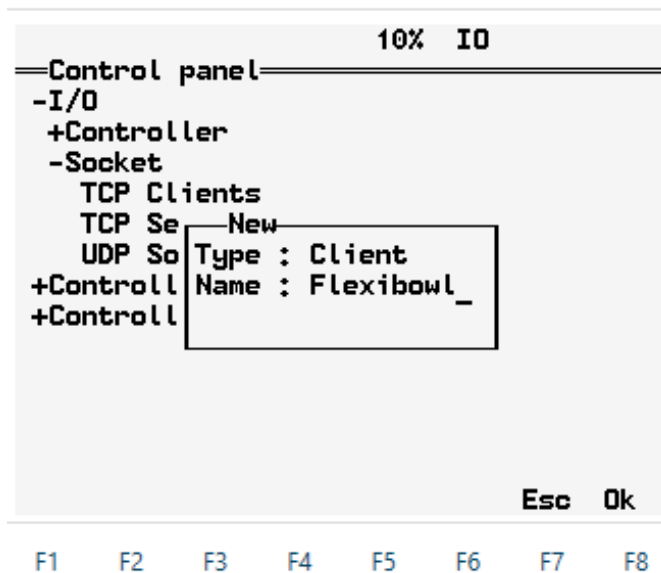 10% IO
Control panel
-I/O
+Controller
-Socket
TCP Clients
TCP Se
New
UDP So
Type : Client
+Controll
Name : Flexibowl_
+Controll
Esc Ok
F1 F2 F3 F4 F5 F6 F7 F8